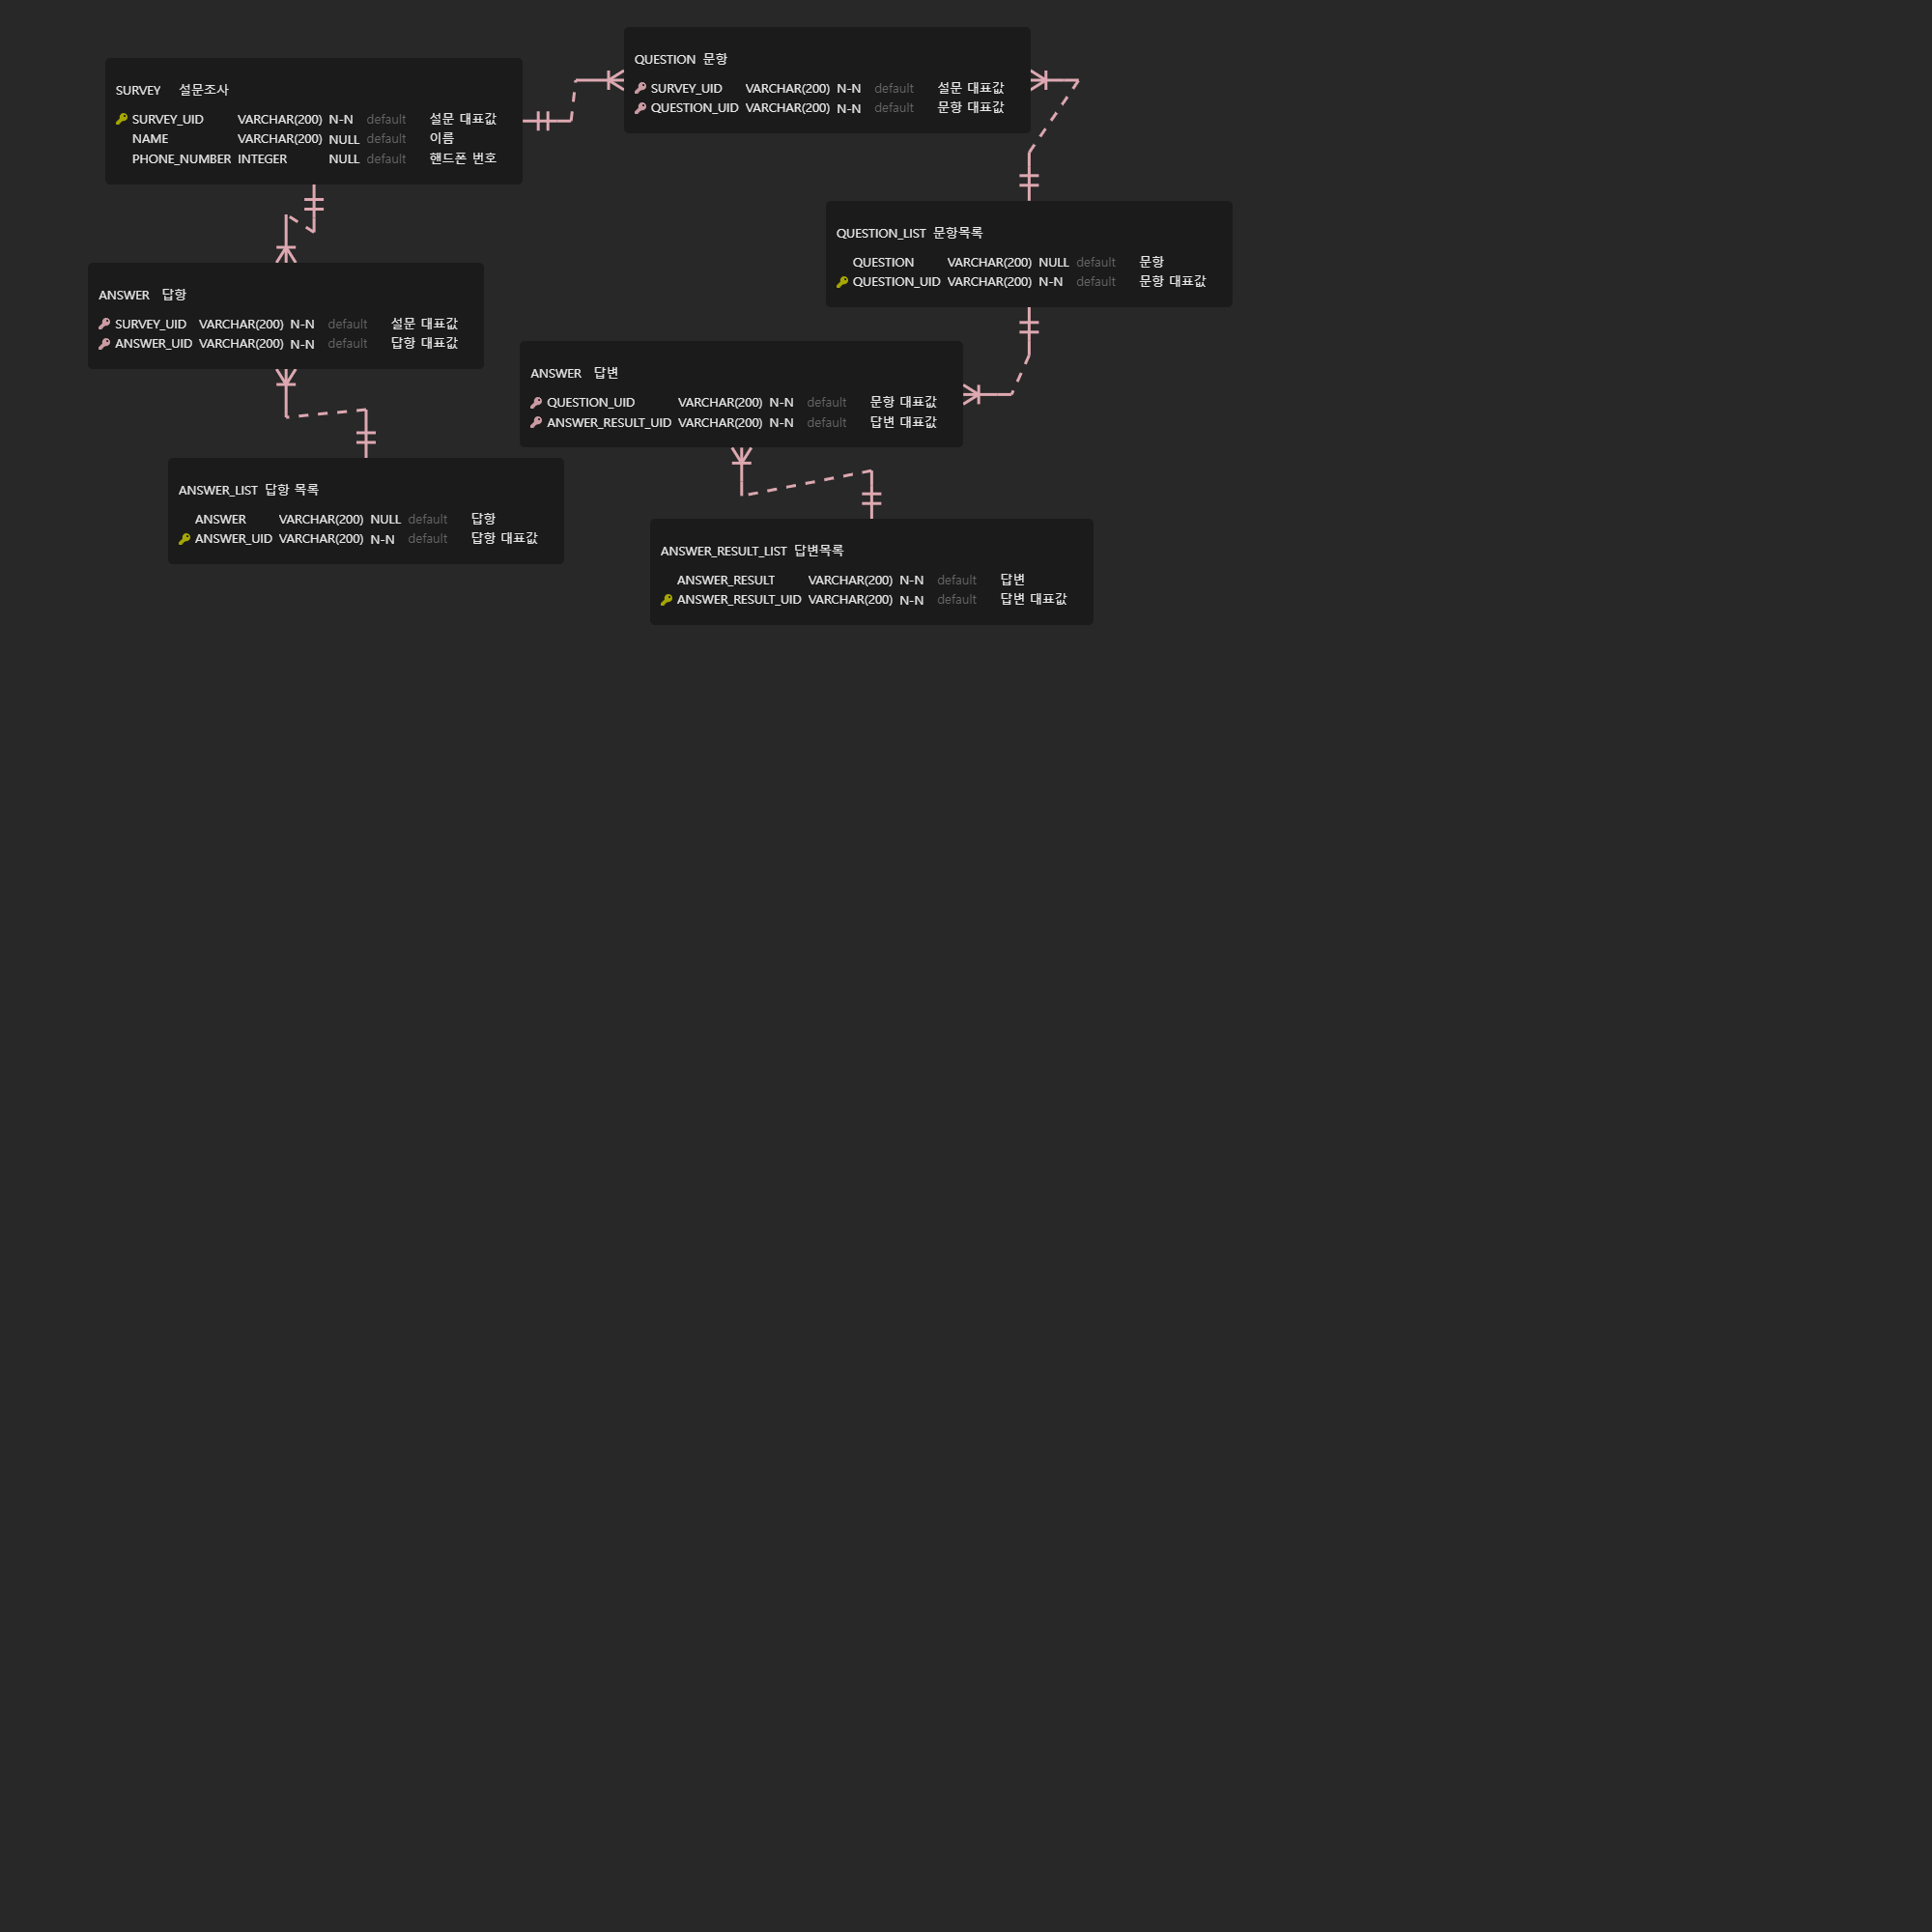 SURVEY 설문조사
SURVEY_UID VARCHAR(200) N-N default 설문 대표값
NAME VARCHAR(200) NULL default 이름
PHONE_NUMBER INTEGER NULL default 핸드폰 번호
QUESTION 문항
SURVEY_UID VARCHAR(200) N-N default 설문 대표값
QUESTION_UID VARCHAR(200) N-N default 문항 대표값
QUESTION_LIST 문항목록
QUESTION VARCHAR(200) NULL default 문항
QUESTION_UID VARCHAR(200) N-N default 문항 대표값
ANSWER 답항
SURVEY_UID VARCHAR(200) N-N default 설문 대표값
ANSWER_UID VARCHAR(200) N-N default 답항 대표값
ANSWER 답변
QUESTION_UID VARCHAR(200) N-N default 문항 대표값
ANSWER_RESULT_UID VARCHAR(200) N-N default 답변 대표값
ANSWER_LIST 답항 목록
ANSWER VARCHAR(200) NULL default 답항
ANSWER_UID VARCHAR(200) N-N default 답항 대표값
ANSWER_RESULT_LIST 답변목록
ANSWER_RESULT VARCHAR(200) N-N default 답변
ANSWER_RESULT_UID VARCHAR(200) N-N default 답변 대표값